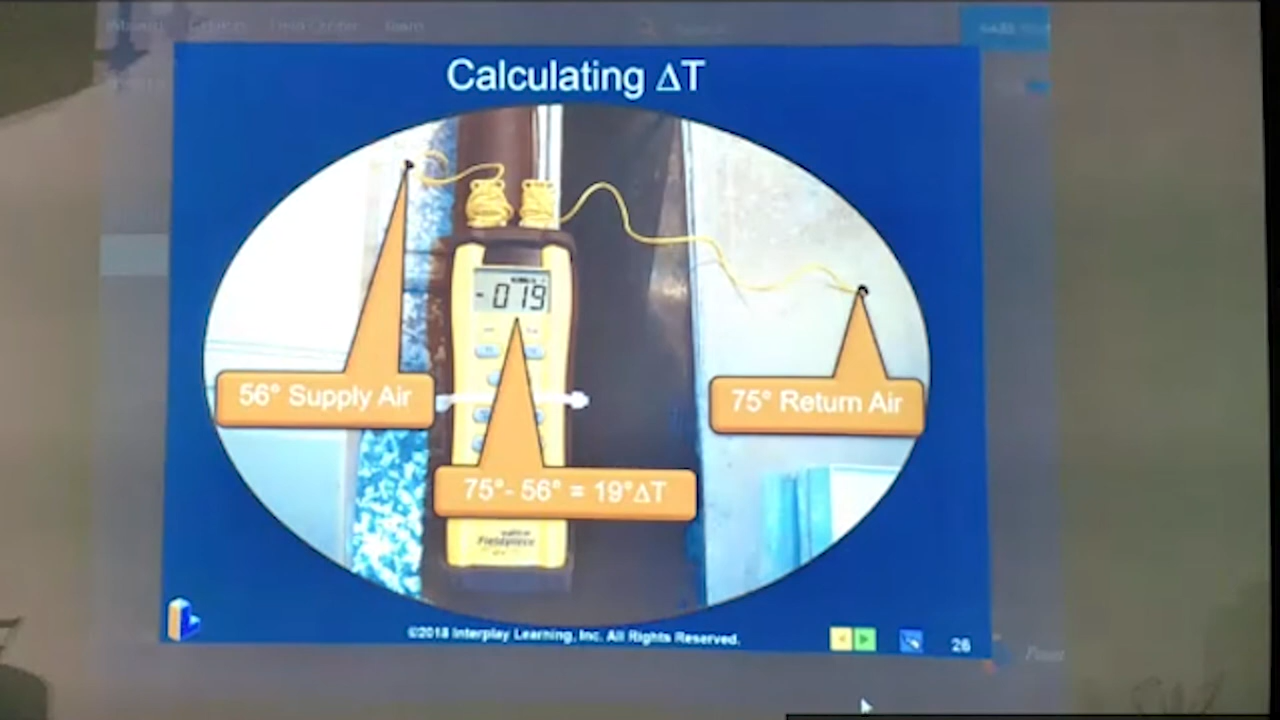 Calculating ΔT
-019
56° Supply Air
75° Return Air
75°- 56° = 19°ΔT
Fieldpiece
©2018 Interplay Learning, Inc. All Rights Reserved.
26